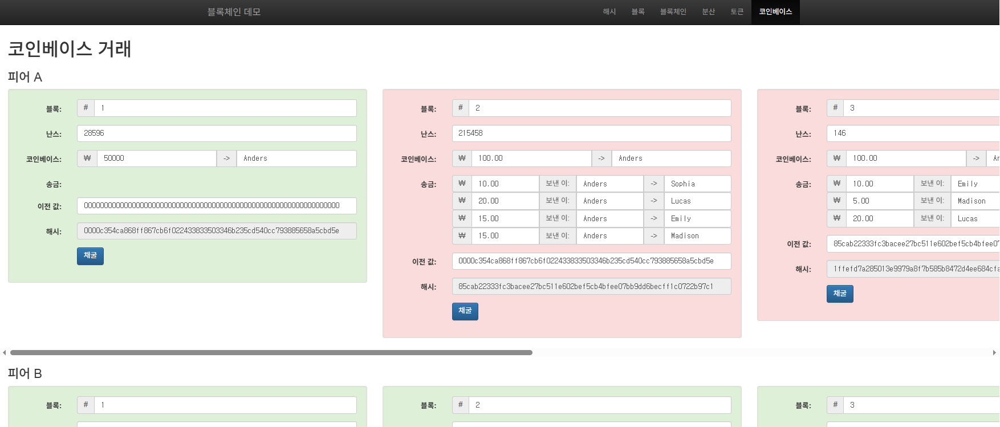 블록체인 데모 해시 블록 블록체인 분산 토큰 코인베이스
코인베이스 거래
피어 A
블록: # 1
난스: 28596
코인베이스: ₩ 50000 -> Anders
송금:
이전 값: 0000000000000000000000000000000000000000000000000000000000000000
해시: 0000c354ca868ff867cb6f022433833503346b235cd540cc793885658a5cbd5e
채굴
블록: # 2
난스: 215458
코인베이스: ₩ 100.00 -> Anders
송금: ₩ 10.00 보낸 이: Anders -> Sophia
₩ 20.00 보낸 이: Anders -> Lucas
₩ 15.00 보낸 이: Anders -> Emily
₩ 15.00 보낸 이: Anders -> Madison
이전 값: 0000c354ca868ff867cb6f022433833503346b235cd540cc793885658a5cbd5e
해시: 85cab22333fc3bacee27bc511e602bef5cb4bfee07bb9dd6becff1c0722b97c1
채굴
블록: # 3
난스: 146
코인베이스: ₩ 100.00 ->
송금: ₩ 10.00 보낸 이: Emily
₩ 5.00 보낸 이: Madison
₩ 20.00 보낸 이: Lucas
이전 값: 85cab22333fc3bacee27bc511e602bef5cb4bfee07
해시: 1ffefd7a285013e9979a8f7b585b8472d4ee684cfa
채굴
피어 B
블록: # 1
블록: # 2
블록: # 3